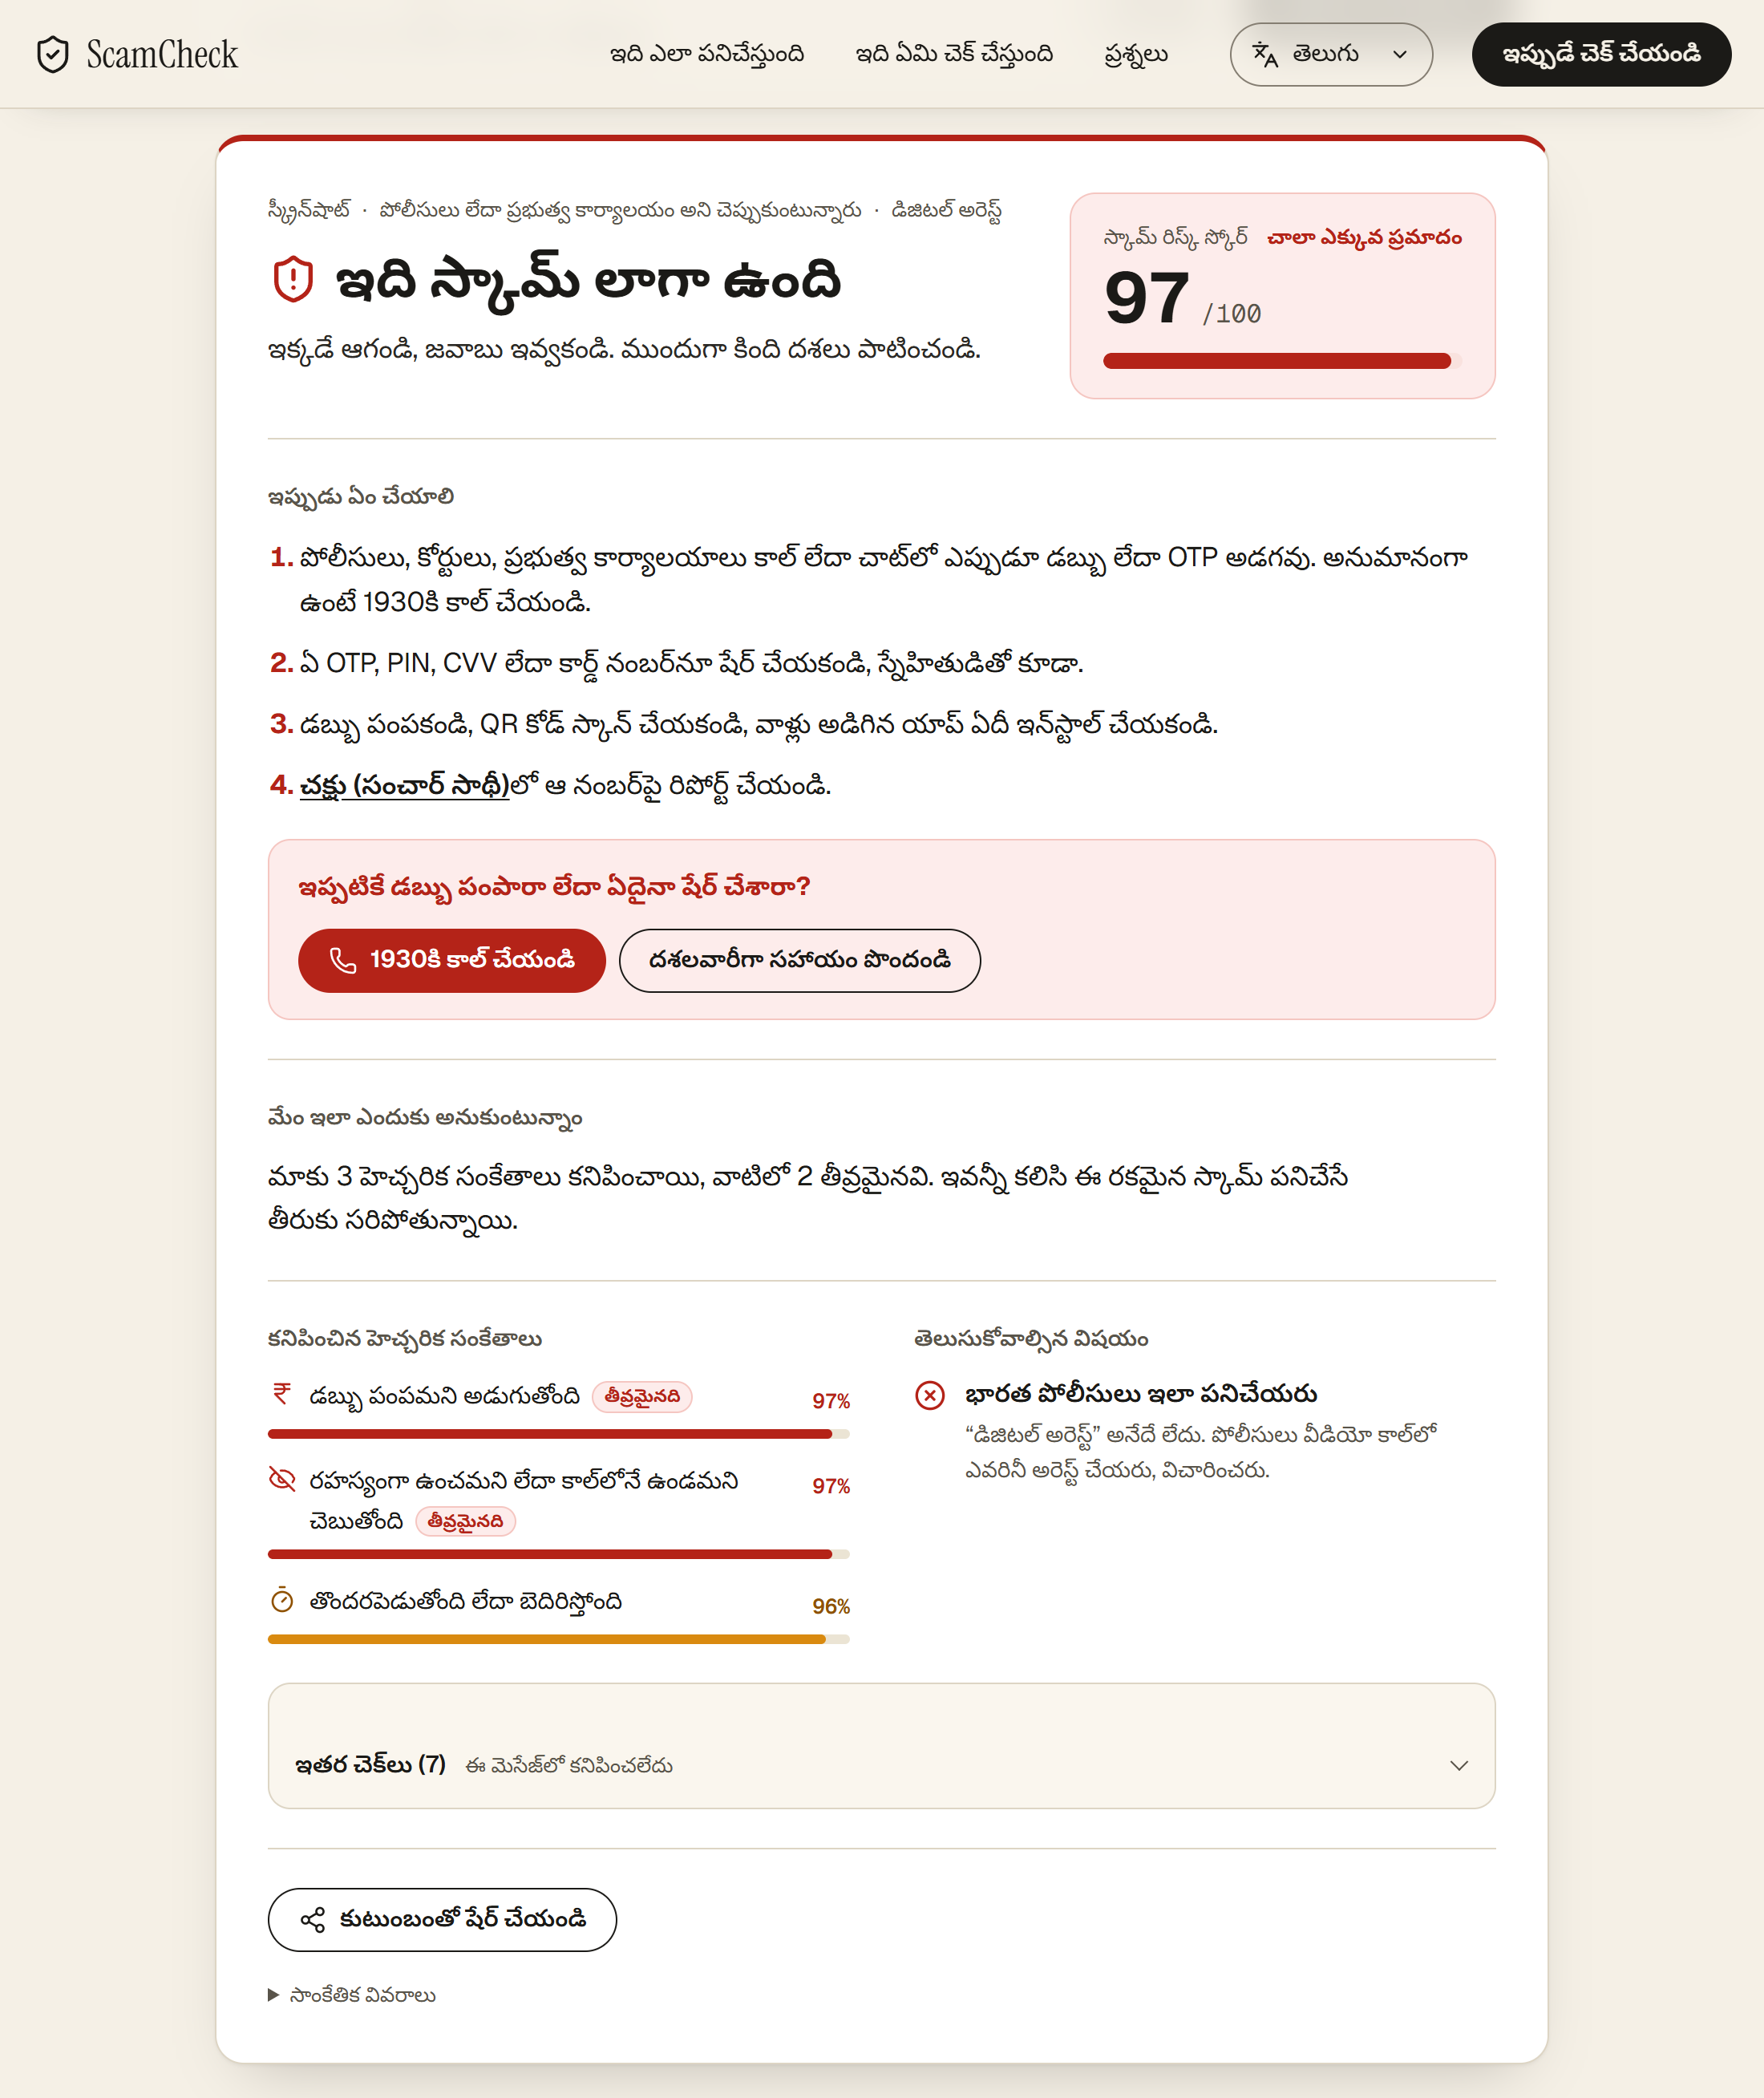 ScamCheck
ఇది ఎలా పనిచేస్తుంది
ఇది ఏమి చెక్ చేస్తుంది
ప్రశ్నలు
తెలుగు
ఇప్పుడే చెక్ చేయండి
స్క్రీన్‌షాట్ · పోలీసులు లేదా ప్రభుత్వ కార్యాలయం అని చెప్పుకుంటున్నారు · డిజిటల్ అరెస్ట్
ఇది స్కామ్ లాగా ఉంది
ఇక్కడే ఆగండి, జవాబు ఇవ్వకండి. ముందుగా కింది దశలు పాటించండి.
స్కామ్ రిస్క్ స్కోర్ చాలా ఎక్కువ ప్రమాదం
97 /100
ఇప్పుడు ఏం చేయాలి
1. పోలీసులు, కోర్టులు, ప్రభుత్వ కార్యాలయాలు కాల్ లేదా చాట్‌లో ఎప్పుడూ డబ్బు లేదా OTP అడగవు. అనుమానంగా
ఉంటే 1930కి కాల్ చేయండి.
2. ఏ OTP, PIN, CVV లేదా కార్డ్ నంబర్‌నూ షేర్ చేయకండి, స్నేహితుడితో కూడా.
3. డబ్బు పంపకండి, QR కోడ్ స్కాన్ చేయకండి, వాళ్లు అడిగిన యాప్ ఏదీ ఇన్‌స్టాల్ చేయకండి.
4. చక్షు (సంచార్ సాథీ)లో ఆ నంబర్‌పై రిపోర్ట్ చేయండి.
ఇప్పటికే డబ్బు పంపారా లేదా ఏదైనా షేర్ చేశారా?
1930కి కాల్ చేయండి
దశలవారీగా సహాయం పొందండి
మేం ఇలా ఎందుకు అనుకుంటున్నాం
మాకు 3 హెచ్చరిక సంకేతాలు కనిపించాయి, వాటిలో 2 తీవ్రమైనవి. ఇవన్నీ కలిసి ఈ రకమైన స్కామ్ పనిచేసే
తీరుకు సరిపోతున్నాయి.
కనిపించిన హెచ్చరిక సంకేతాలు
డబ్బు పంపమని అడుగుతోంది తీవ్రమైనది 97%
రహస్యంగా ఉంచమని లేదా కాల్‌లోనే ఉండమని 97%
చెబుతోంది తీవ్రమైనది
తొందరపెడుతోంది లేదా బెదిరిస్తోంది 96%
తెలుసుకోవాల్సిన విషయం
భారత పోలీసులు ఇలా పనిచేయరు
“డిజిటల్ అరెస్ట్” అనేదే లేదు. పోలీసులు వీడియో కాల్‌లో
ఎవరినీ అరెస్ట్ చేయరు, విచారించరు.
ఇతర చెక్‌లు (7) ఈ మెసేజ్‌లో కనిపించలేదు
కుటుంబంతో షేర్ చేయండి
సాంకేతిక వివరాలు